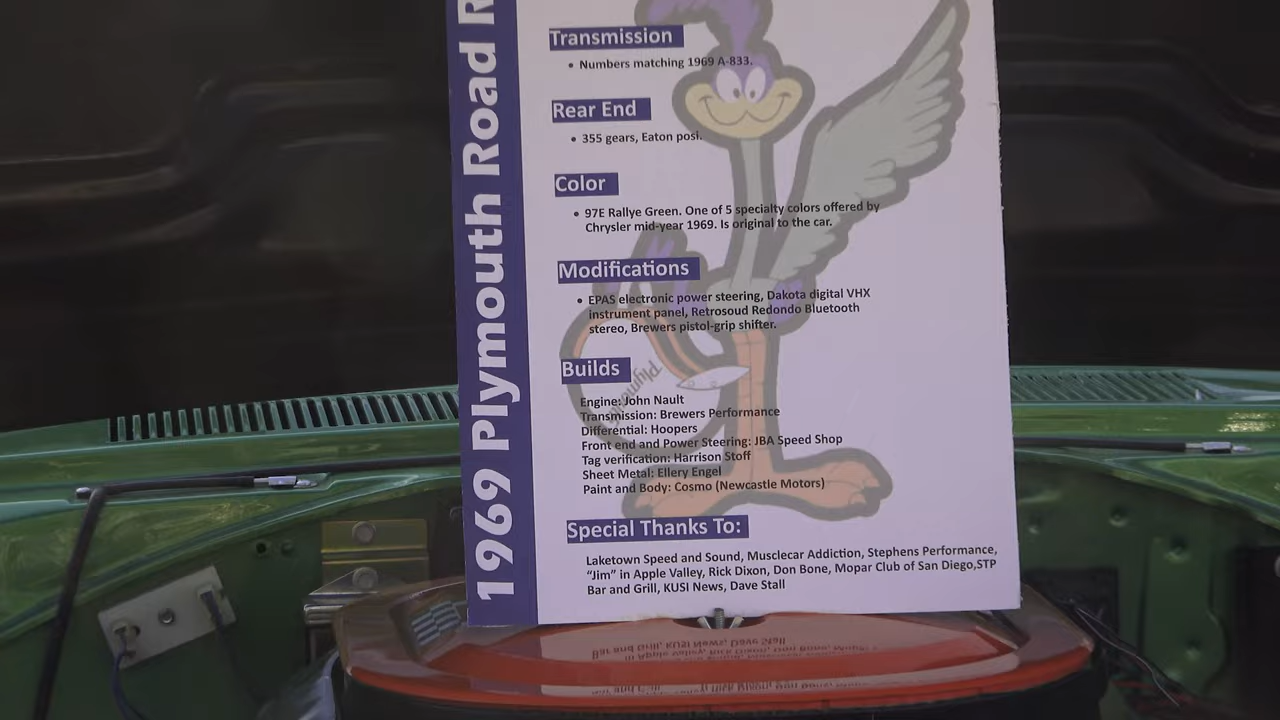 1969 Plymouth Road R
Transmission
• Numbers matching 1969 A-833.
Rear End
• 355 gears, Eaton posi.
Color
• 97E Rallye Green. One of 5 specialty colors offered by
Chrysler mid-year 1969. Is original to the car.
Modifications
• EPAS electronic power steering, Dakota digital VHX
instrument panel, Retrosoud Redondo Bluetooth
stereo, Brewers pistol-grip shifter.
Builds
Engine: John Nault
Transmission: Brewers Performance
Differential: Hoopers
Front end and Power Steering: JBA Speed Shop
Tag verification: Harrison Stoff
Sheet Metal: Ellery Engel
Paint and Body: Cosmo (Newcastle Motors)
Special Thanks To:
Laketown Speed and Sound, Musclecar Addiction, Stephens Performance,
“Jim” in Apple Valley, Rick Dixon, Don Bone, Mopar Club of San Diego,STP
Bar and Grill, KUSI News, Dave Stall